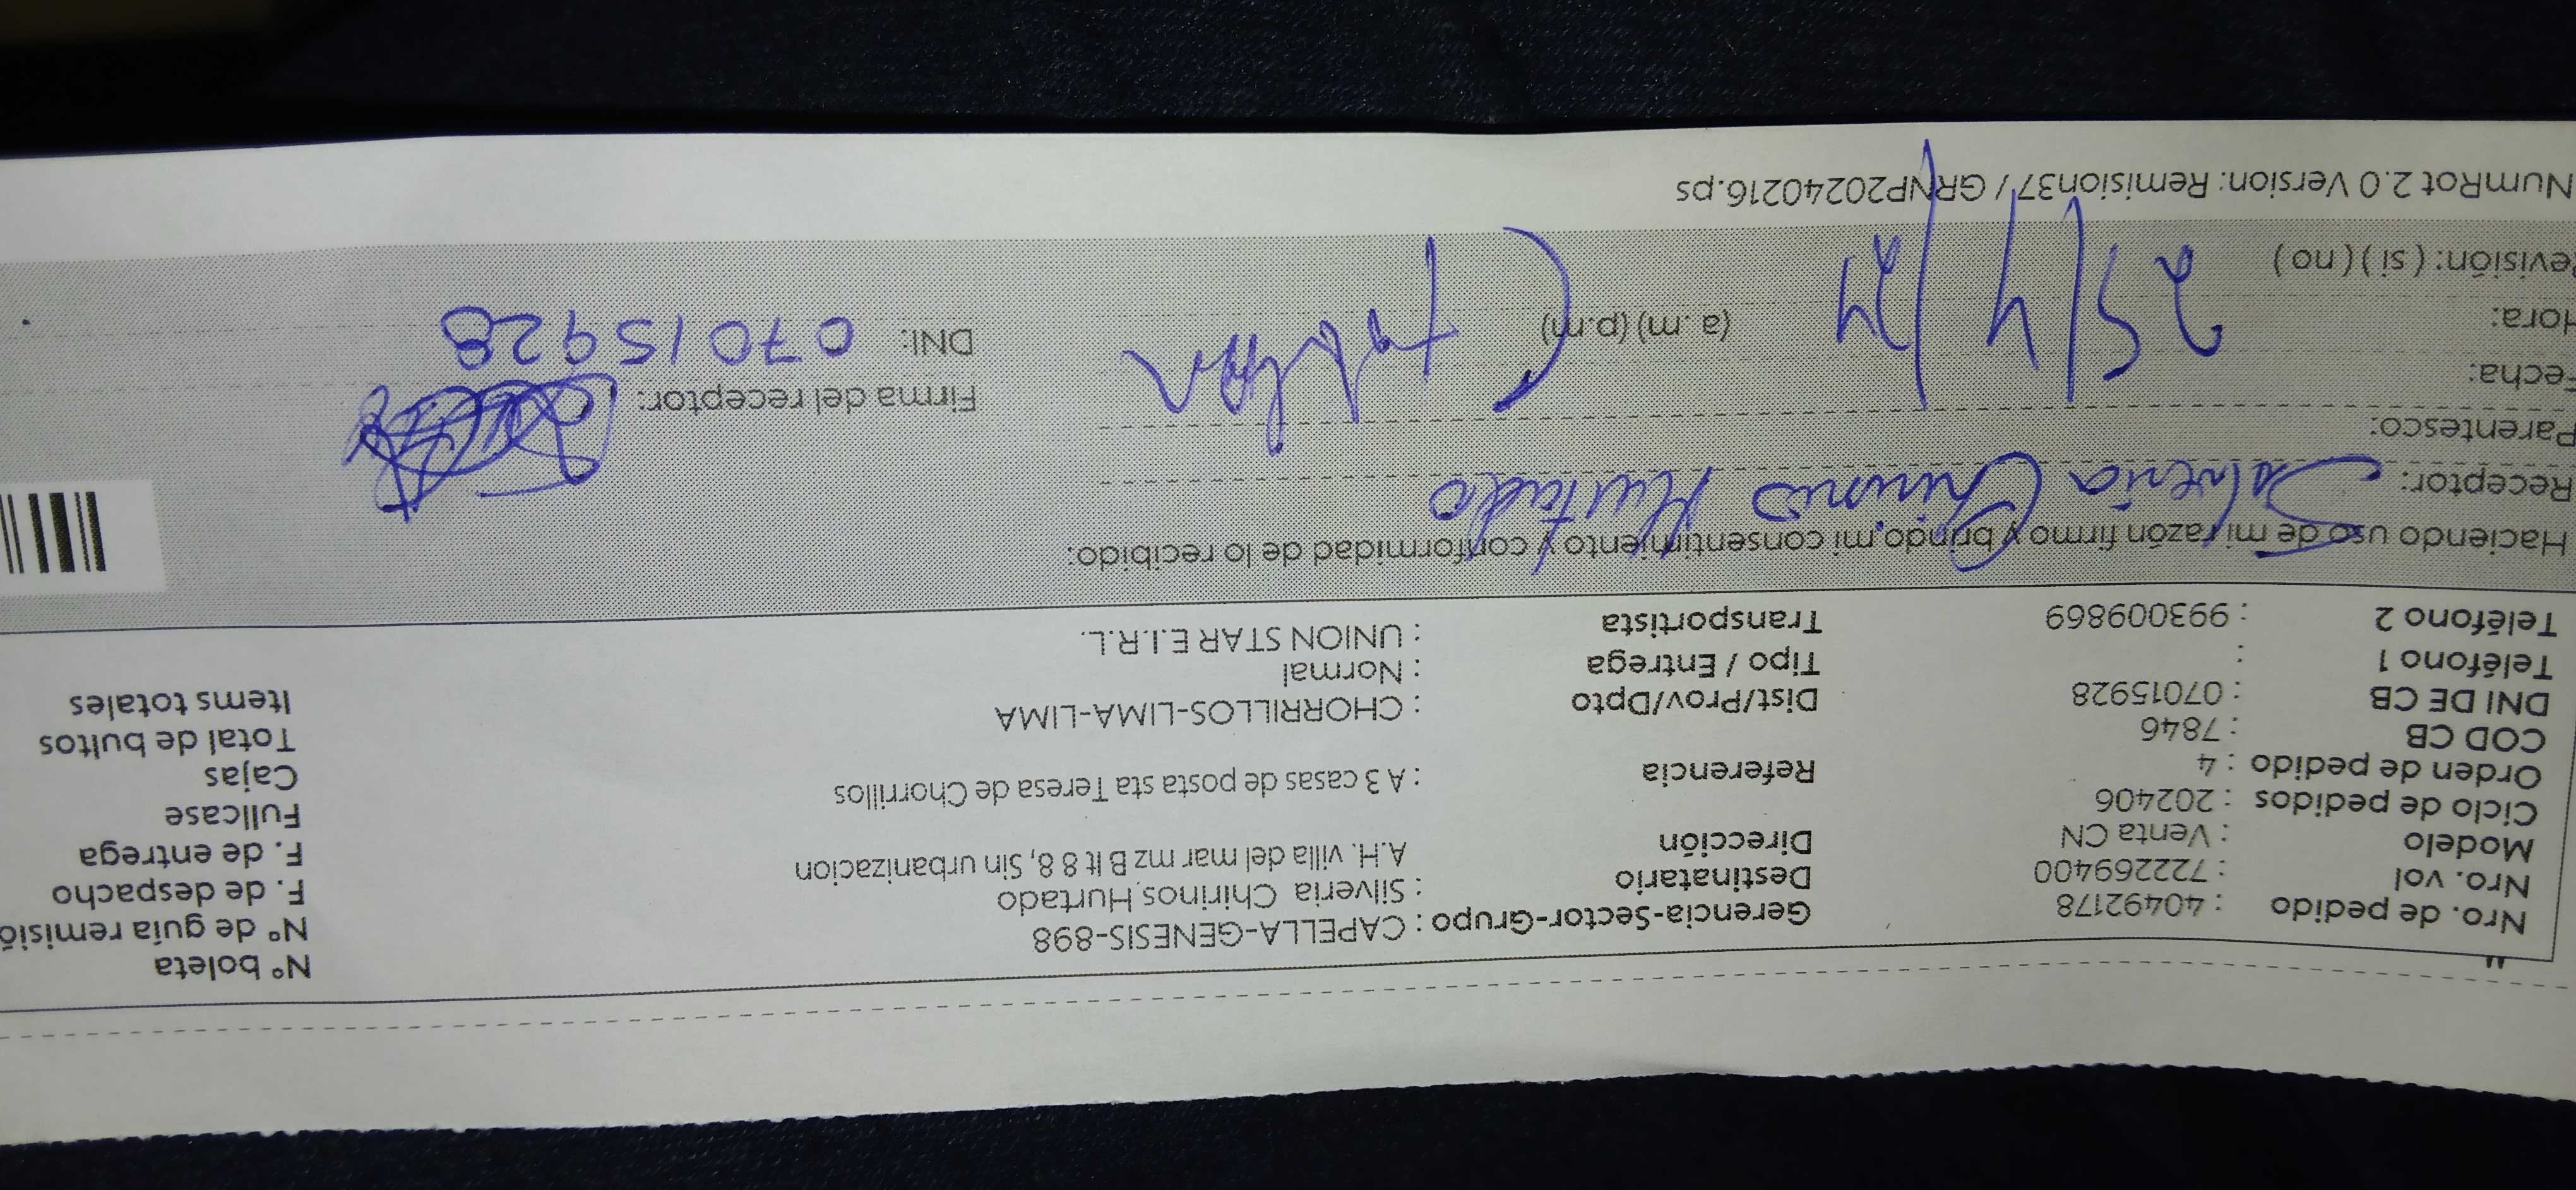 Nro. de pedido : 40492178 Gerencia-Sector-Grupo : CAPELLA-GENESIS-898 N° boleta
Nro. vol : 7222694400 Destinatario : Silveria Chirinos Hurtado N° de guía remisió
Modelo : Venta CN Dirección A.H. villa del mar mz B lt 8 8, Sin urbanizacion F. de despacho
Ciclo de pedidos : 202406 F. de entrega
Orden de pedido : 4 Referencia : A 3 casas de posta sta Teresa de Chorrillos Fullcase
COD CB : 7846 Cajas
DNI DE CB : 07015928 Dist/Prov/Dpto : CHORRILLOS-LIMA-LIMA Total de bultos
Teléfono 1 : Tipo / Entrega : Normal Items totales
Teléfono 2 : 993009869 Transportista : UNION STAR E.I.R.L.
Haciendo uso de mi razón firmo y brindo mi consentimiento y conformidad de lo recibido:
Receptor: Silveria Chirinos Hurtado
Parentesco:
Firma del receptor:
Fecha: 25/4/24
Hora: (a. m) (p.m) DNI: 07015928
evisión: ( si ) ( no )
NumRot 2.0 Version: Remision37 / GRNP20240216.ps